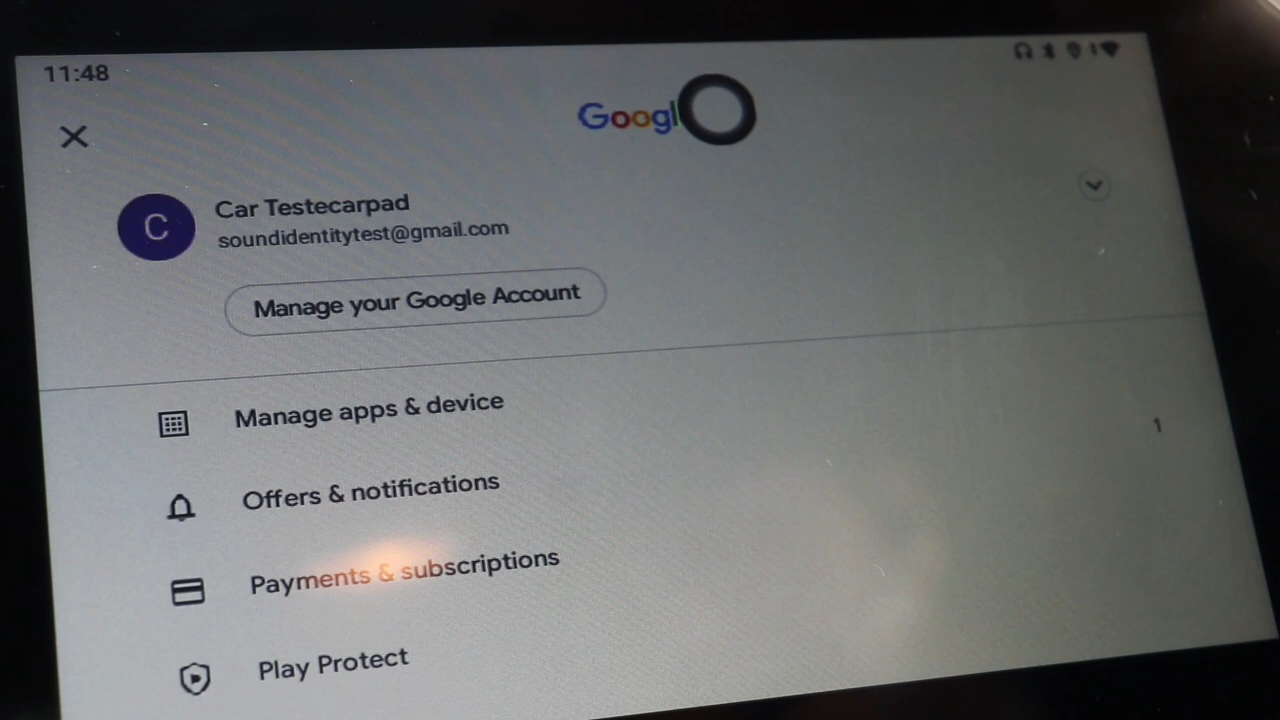 11:48
Googl
C
Car Testecarpad
soundidentitytest@gmail.com
Manage your Google Account
Manage apps & device
1
Offers & notifications
Payments & subscriptions
Play Protect